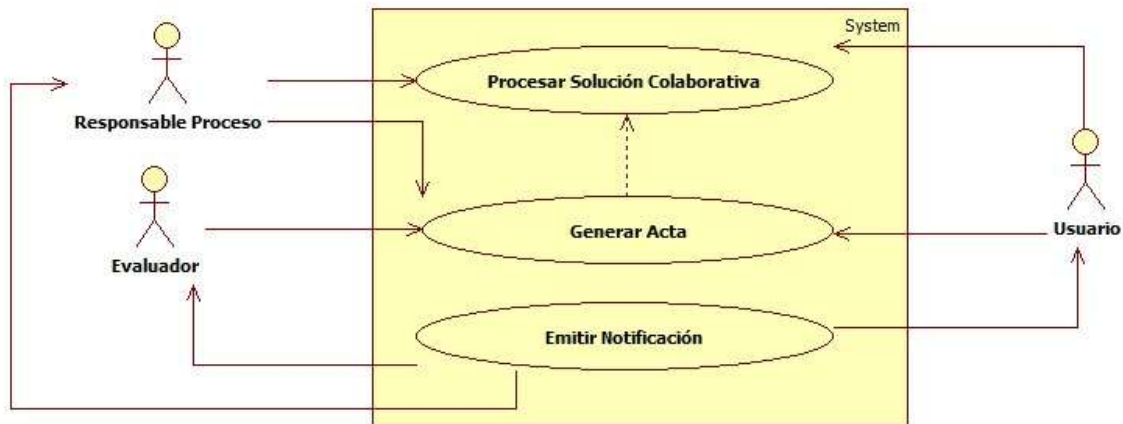 System
Procesar Solución Colaborativa
Responsable Proceso
Generar Acta
Usuario
Evaluador
Emitir Notificación